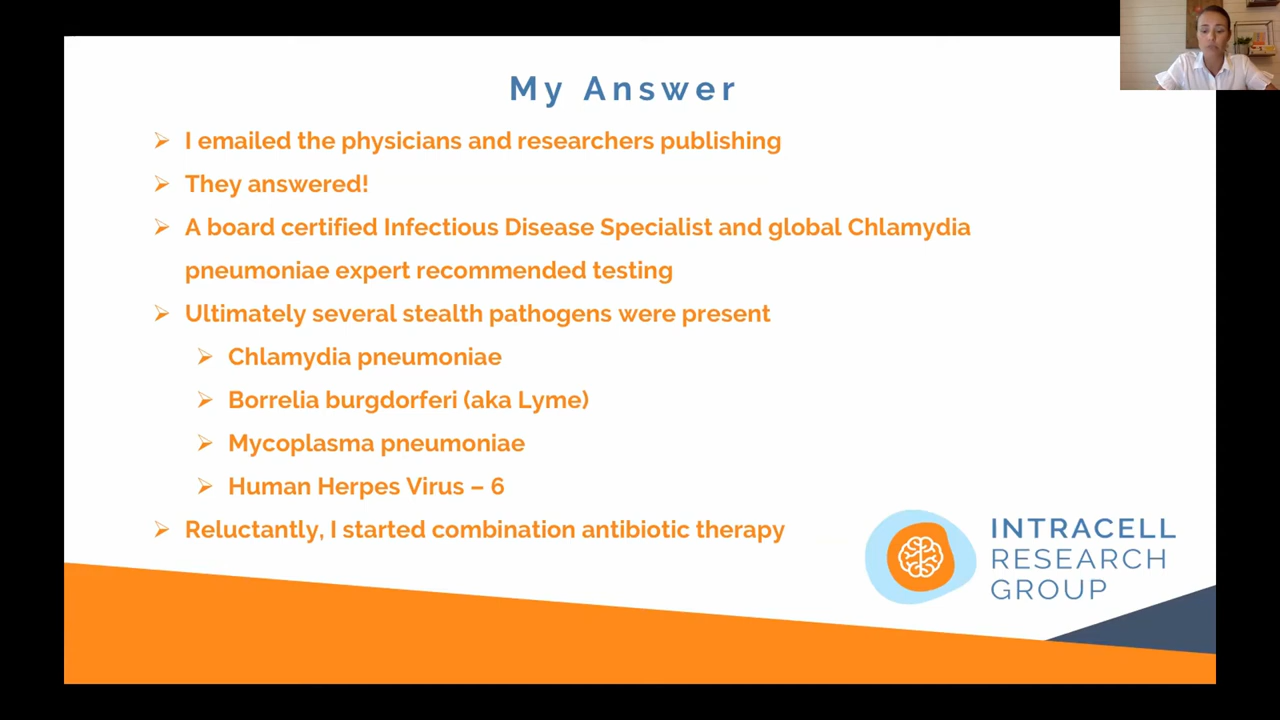 My Answer
I emailed the physicians and researchers publishing
They answered!
A board certified Infectious Disease Specialist and global Chlamydia
pneumoniae expert recommended testing
Ultimately several stealth pathogens were present
Chlamydia pneumoniae
Borrelia burgdorferi (aka Lyme)
Mycoplasma pneumoniae
Human Herpes Virus – 6
Reluctantly, I started combination antibiotic therapy
INTRACELL
RESEARCH
GROUP